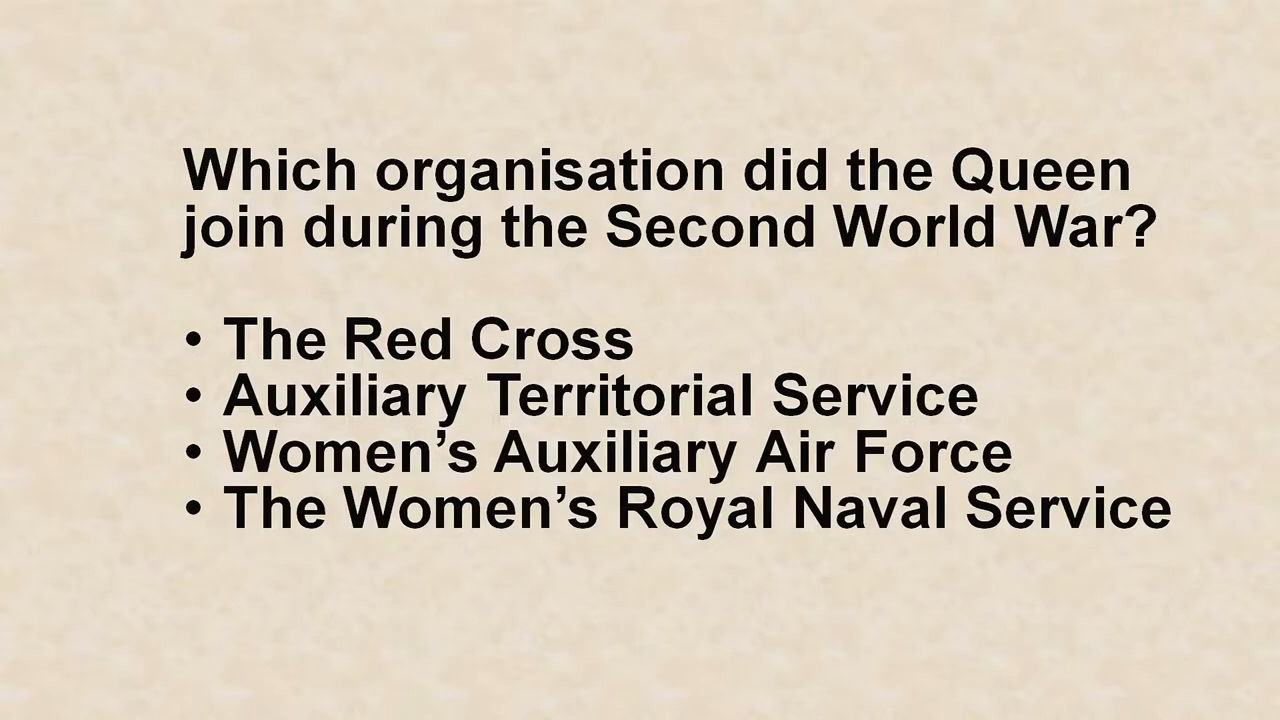 Which organisation did the Queen
join during the Second World War?
• The Red Cross
• Auxiliary Territorial Service
• Women’s Auxiliary Air Force
• The Women’s Royal Naval Service